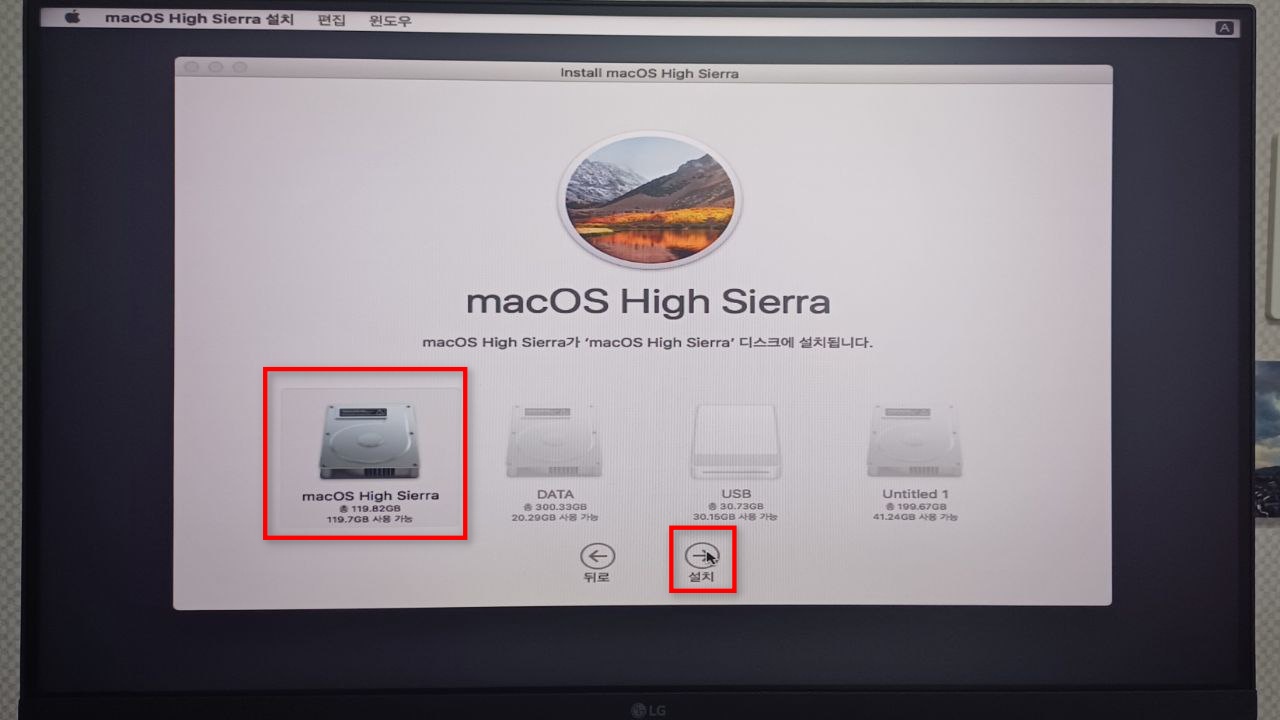 macOS High Sierra 설치 편집 윈도우 A
Install macOS High Sierra
macOS High Sierra
macOS High Sierra가 ‘macOS High Sierra’ 디스크에 설치됩니다.
macOS High Sierra
총 119.82GB
119.7GB 사용 가능
DATA
총 300.33GB
20.29GB 사용 가능
USB
총 30.73GB
30.15GB 사용 가능
Untitled 1
총 199.67GB
41.24GB 사용 가능
뒤로
설치
LG